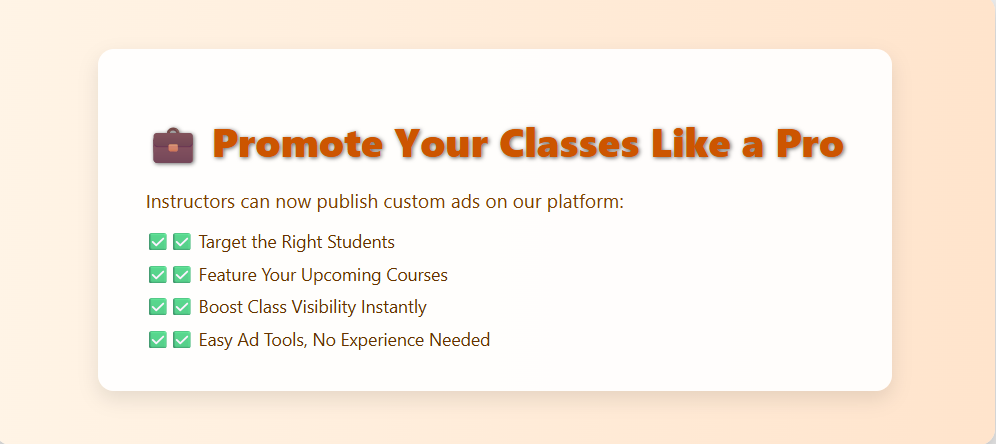 💼 Promote Your Classes Like a Pro
Instructors can now publish custom ads on our platform:
✅✅ Target the Right Students
✅✅ Feature Your Upcoming Courses
✅✅ Boost Class Visibility Instantly
✅✅ Easy Ad Tools, No Experience Needed